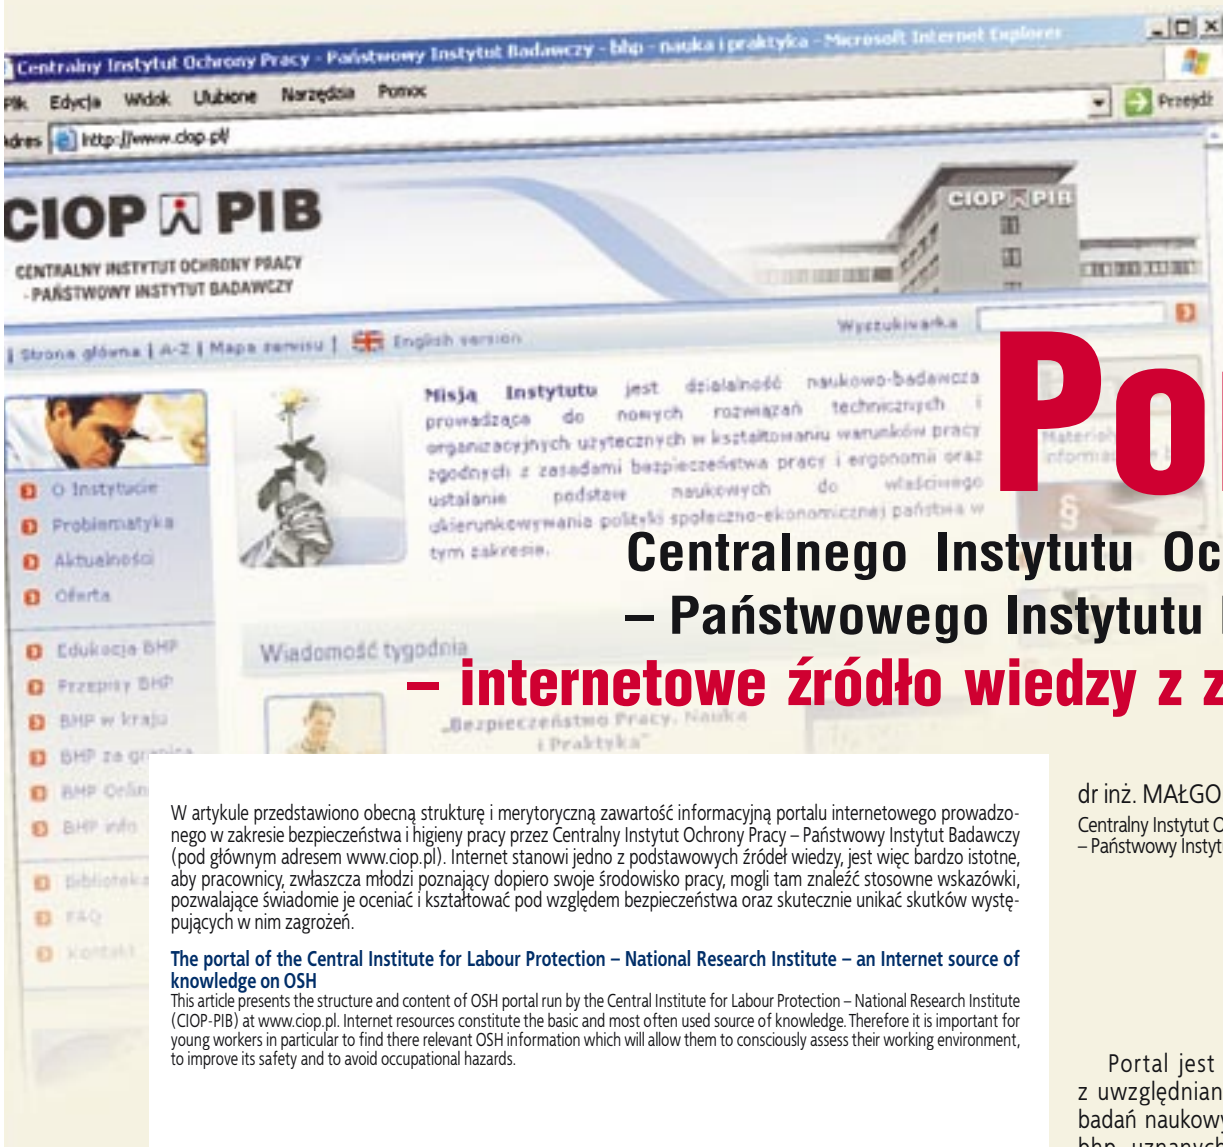 Centralny Instytut Ochrony Pracy - Państwowy Instytut Badawczy - bhp - nauka i praktyka - Microsoft Internet Explorer
Plik Edycja Widok Ulubione Narzędzia Pomoc
Adres http://www.ciop.pl/ Przejdź
CIOP PIB
CENTRALNY INSTYTUT OCHRONY PRACY
- PAŃSTWOWY INSTYTUT BADAWCZY
CIOP PIB
| Strona główna | A-Z | Mapa serwisu | English version
Wyszukiwarka
Misją Instytutu jest działalność naukowo-badawcza
prowadząca do nowych rozwiązań technicznych i
organizacyjnych użytecznych w kształtowaniu warunków pracy
zgodnych z zasadami bezpieczeństwa pracy i ergonomii oraz
ustalanie podstaw naukowych do właściwego
ukierunkowywania polityki społeczno-ekonomicznej państwa w
tym zakresie.
O Instytucie
Problematyka
Aktualności
Oferta
Edukacja BHP
Przepisy BHP
BHP w kraju
BHP za granicą
BHP Onlin
BHP info
Biblioteka
FAQ
Kontakt
Wiadomość tygodnia
„Bezpieczeństwo Pracy. Nauka
i Praktyka"
Po
Centralnego Instytutu Oc
– Państwowego Instytutu
– internetowe źródło wiedzy z z
W artykule przedstawiono obecną strukturę i merytoryczną zawartość informacyjną portalu internetowego prowadzo-
nego w zakresie bezpieczeństwa i higieny pracy przez Centralny Instytut Ochrony Pracy – Państwowy Instytut Badawczy
(pod głównym adresem www.ciop.pl). Internet stanowi jedno z podstawowych źródeł wiedzy, jest więc bardzo istotne,
aby pracownicy, zwłaszcza młodzi poznający dopiero swoje środowisko pracy, mogli tam znaleźć stosowne wskazówki,
pozwalające świadomie je oceniać i kształtować pod względem bezpieczeństwa oraz skutecznie unikać skutków wystę-
pujących w nim zagrożeń.
The portal of the Central Institute for Labour Protection – National Research Institute – an Internet source of
knowledge on OSH
This article presents the structure and content of OSH portal run by the Central Institute for Labour Protection – National Research Institute
(CIOP-PIB) at www.ciop.pl. Internet resources constitute the basic and most often used source of knowledge. Therefore it is important for
young workers in particular to find there relevant OSH information which will allow them to consciously assess their working environment,
to improve its safety and to avoid occupational hazards.
dr inż. MAŁGO
Centralny Instytut O
– Państwowy Instyt
Portal jest
z uwzględnian
badań naukowy
bhp uznanych